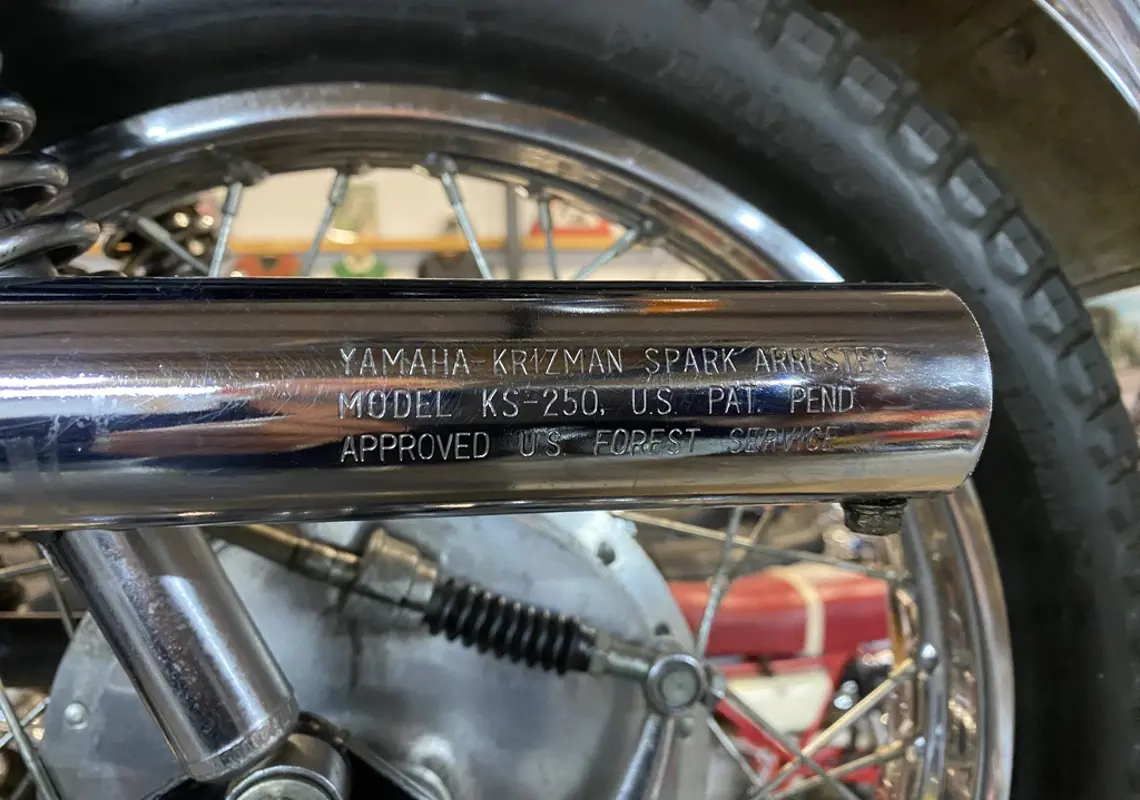 YAMAHA-KRIZMAN SPARK ARRESTER
MODEL KS-250, U.S. PAT. PEND.
APPROVED U.S. FOREST SERVICE